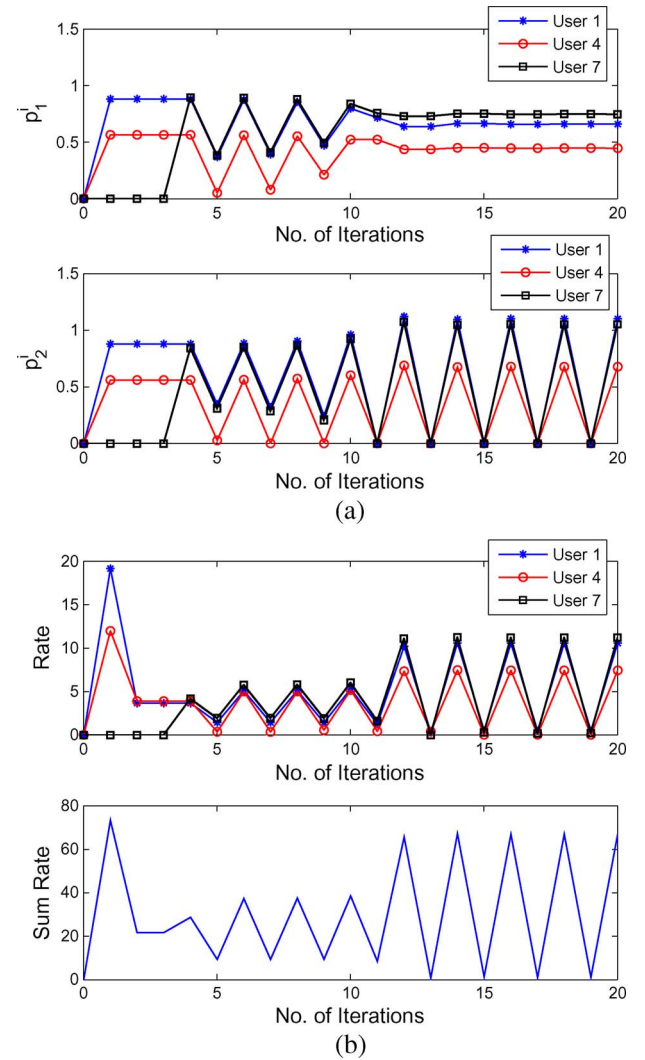 1.5
1
0.5
0
p₁ⁱ
User 1
User 4
User 7
0 5 10 15 20
No. of Iterations
1.5
1
0.5
0
p₂ⁱ
User 1
User 4
User 7
0 5 10 15 20
No. of Iterations
(a)
20
15
10
5
0
Rate
User 1
User 4
User 7
0 5 10 15 20
No. of Iterations
80
60
40
20
0
Sum Rate
0 5 10 15 20
No. of Iterations
(b)